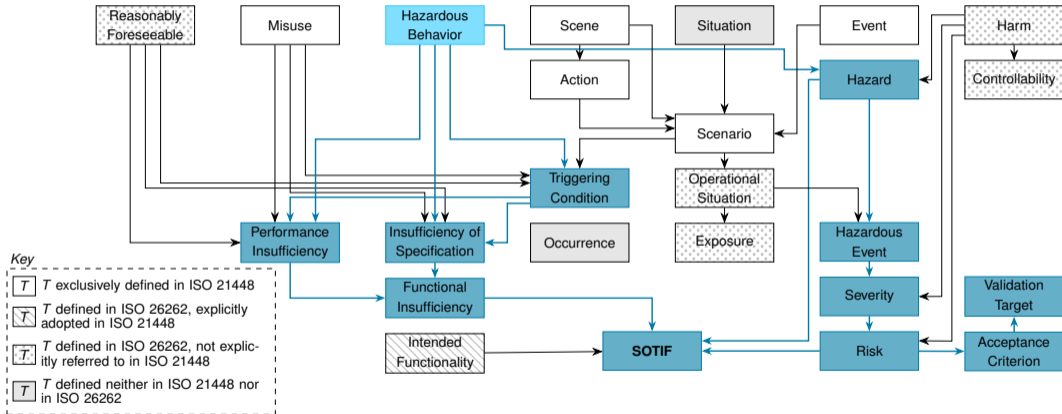 Reasonably
Foreseeable
Misuse
Hazardous
Behavior
Scene
Situation
Event
Harm
Action
Hazard
Controllability
Scenario
Triggering
Condition
Operational
Situation
Performance
Insufficiency
Insufficiency of
Specification
Occurrence
Exposure
Hazardous
Event
Functional
Insufficiency
Severity
Validation
Target
Intended
Functionality
SOTIF
Risk
Acceptance
Criterion
Key
T T exclusively defined in ISO 21448
T T defined in ISO 26262, explicitly
adopted in ISO 21448
T T defined in ISO 26262, not explic-
itly referred to in ISO 21448
T T defined neither in ISO 21448 nor
in ISO 26262